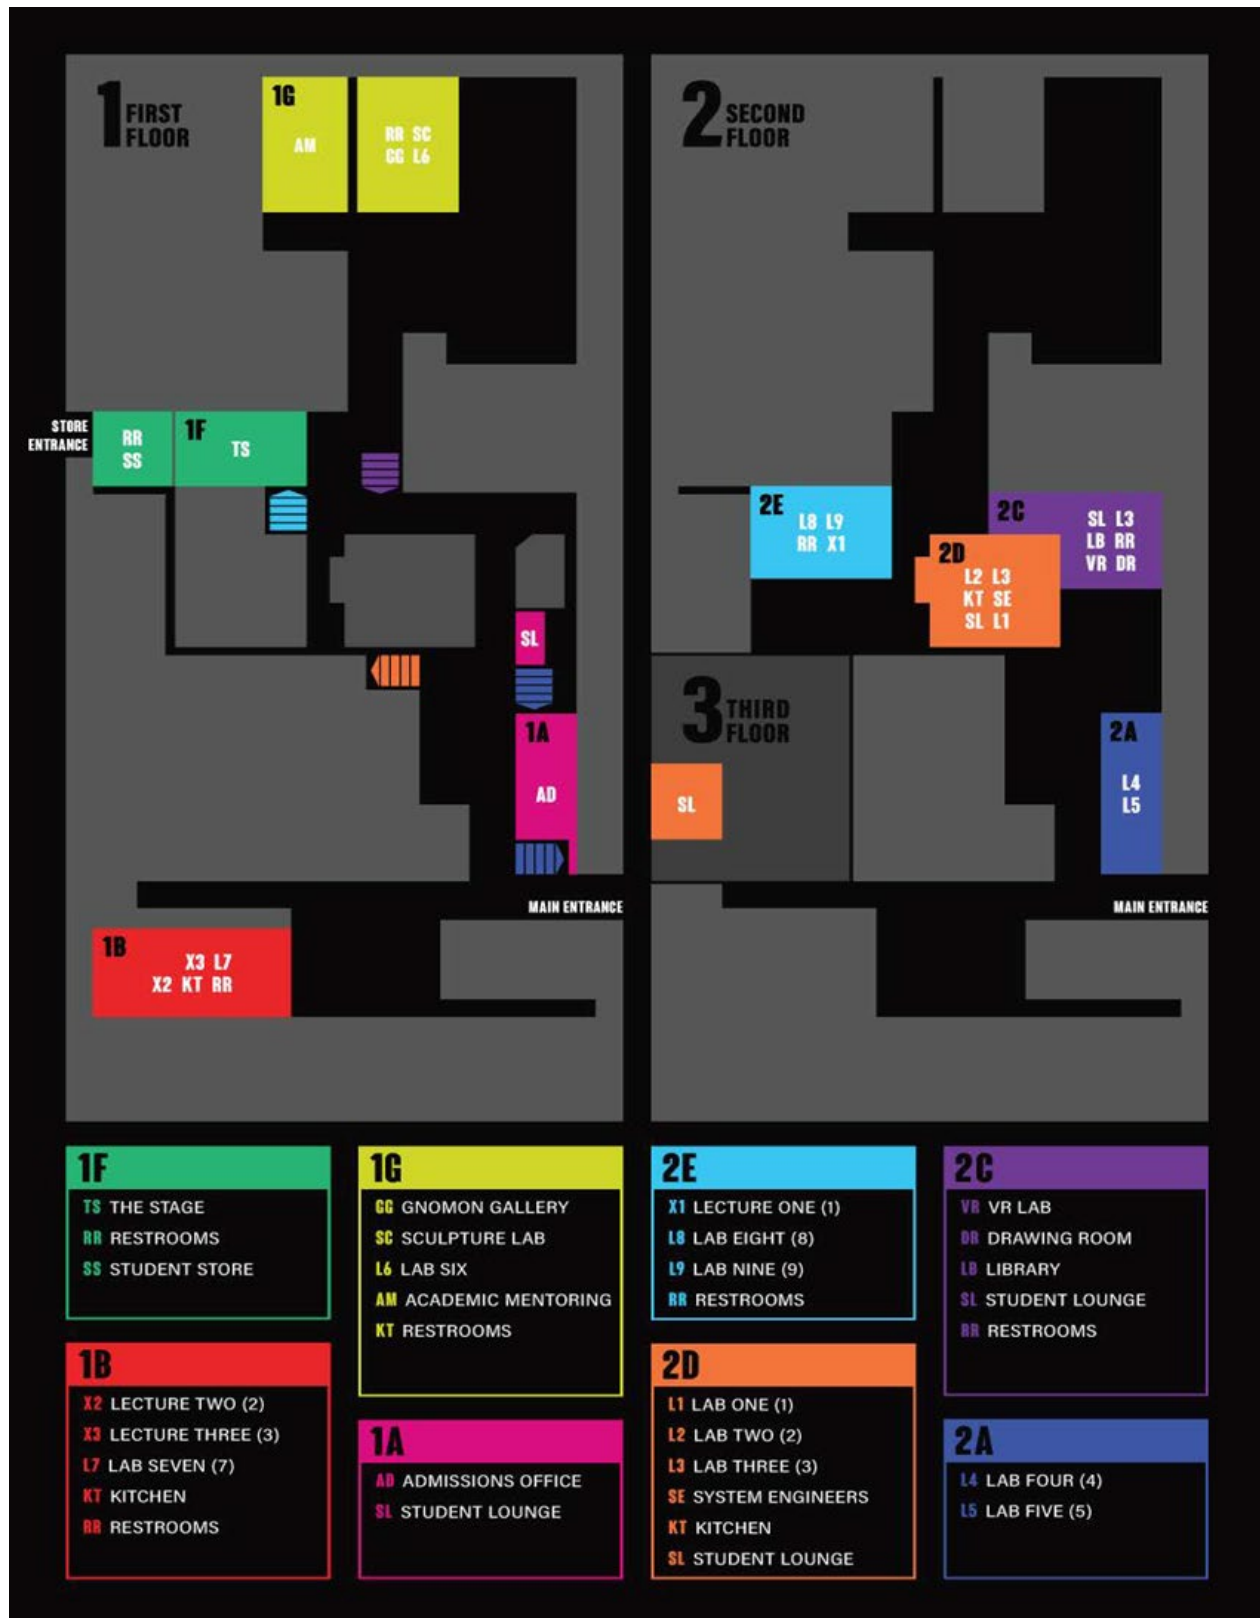 1 FIRST
FLOOR
1G
AM
RR SC
GG L6
STORE
ENTRANCE
RR
SS
1F
TS
SL
1A
AD
MAIN ENTRANCE
1B
X3 L7
X2 KT RR
2 SECOND
FLOOR
2E
L8 L9
RR X1
2C
SL L3
LB RR
VR DR
2D
L2 L3
KT SE
SL L1
3 THIRD
FLOOR
SL
2A
L4
L5
MAIN ENTRANCE
1F
TS THE STAGE
RR RESTROOMS
SS STUDENT STORE
1G
GG GNOMON GALLERY
SC SCULPTURE LAB
L6 LAB SIX
AM ACADEMIC MENTORING
KT RESTROOMS
2E
X1 LECTURE ONE (1)
L8 LAB EIGHT (8)
L9 LAB NINE (9)
RR RESTROOMS
2C
VR VR LAB
DR DRAWING ROOM
LB LIBRARY
SL STUDENT LOUNGE
RR RESTROOMS
1B
X2 LECTURE TWO (2)
X3 LECTURE THREE (3)
L7 LAB SEVEN (7)
KT KITCHEN
RR RESTROOMS
1A
AD ADMISSIONS OFFICE
SL STUDENT LOUNGE
2D
L1 LAB ONE (1)
L2 LAB TWO (2)
L3 LAB THREE (3)
SE SYSTEM ENGINEERS
KT KITCHEN
SL STUDENT LOUNGE
2A
L4 LAB FOUR (4)
L5 LAB FIVE (5)